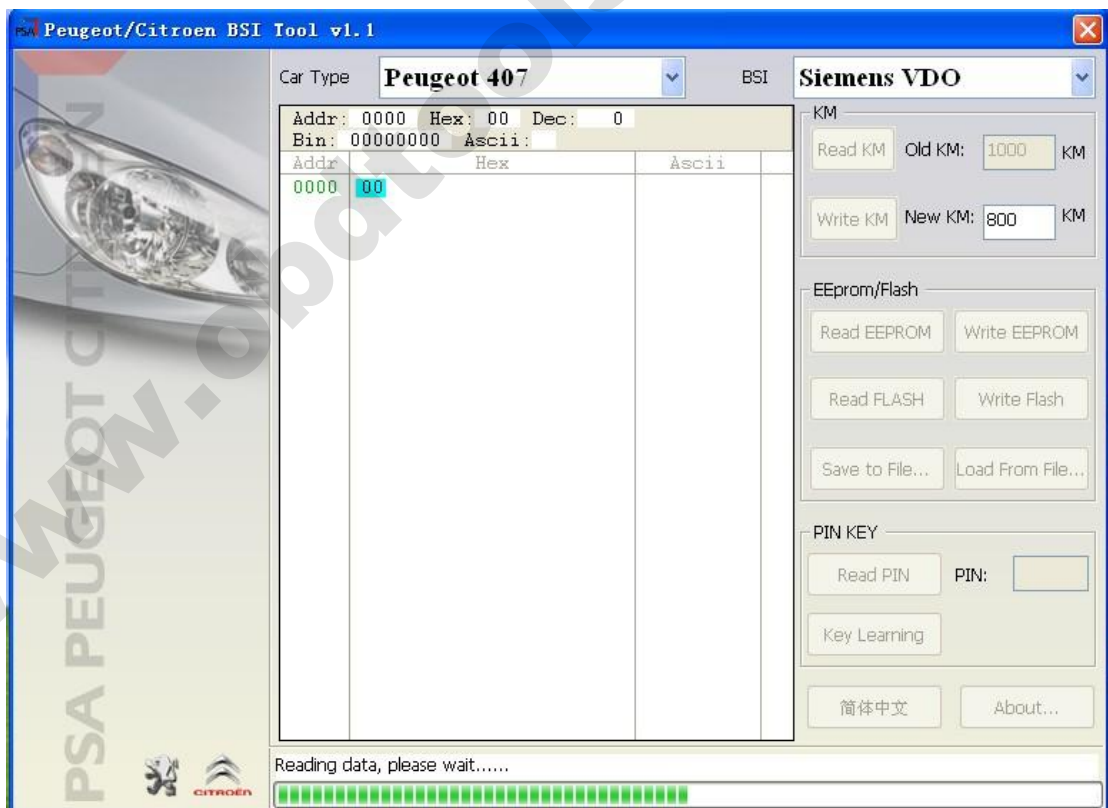 Peugeot/Citroen BSI Tool v1.1
Car Type Peugeot 407 BSI Siemens VDO
Addr: 0000 Hex: 00 Dec: 0
Bin: 00000000 Ascii:
Addr Hex Ascii
0000 00
KM
Read KM Old KM: 1000 KM
Write KM New KM: 800 KM
EEprom/Flash
Read EEPROM Write EEPROM
Read FLASH Write Flash
Save to File... Load From File...
PIN KEY
Read PIN PIN:
Key Learning
简体中文 About...
Reading data, please wait......
PSA PEUGEOT CITROËN
CITROËN
www.obdtools